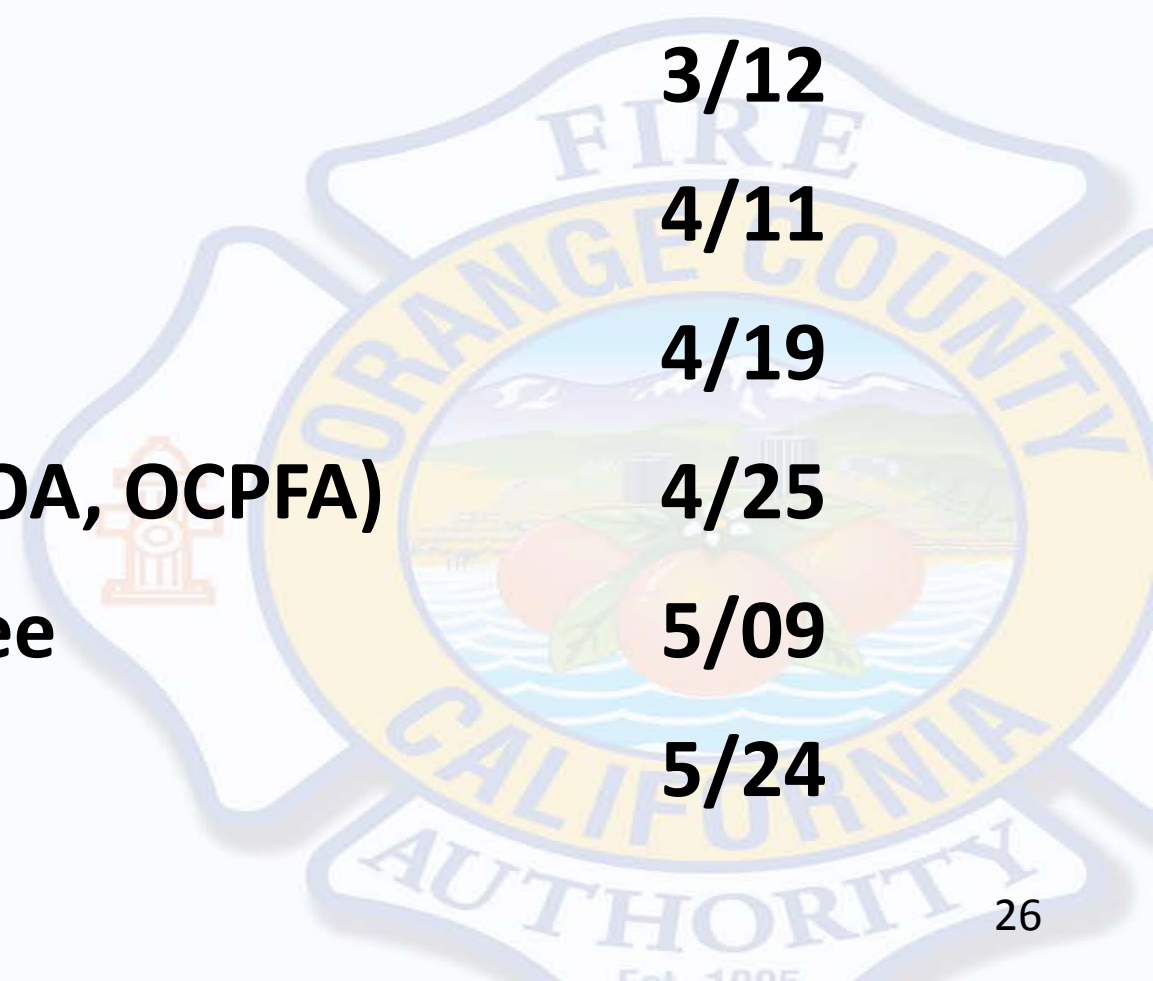 3/12
FIRE
4/11
ORANGE COUNTY
4/19
OA, OCPFA) 4/25
ee 5/09
CALIFORNIA
5/24
AUTHORITY
26